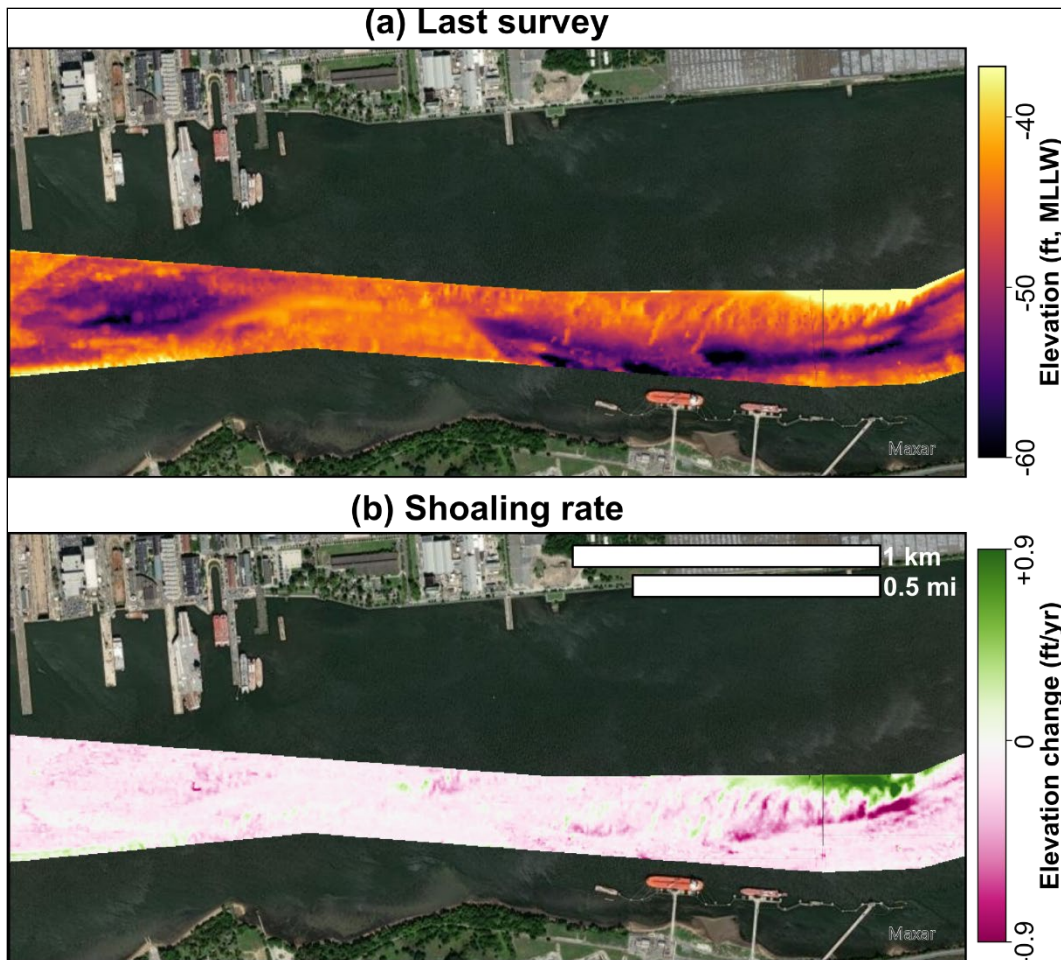 (a) Last survey
-40
-50
-60
Elevation (ft, MLLW)
Maxar
(b) Shoaling rate
1 km
0.5 mi
+0.9
0
-0.9
Elevation change (ft/yr)
Maxar